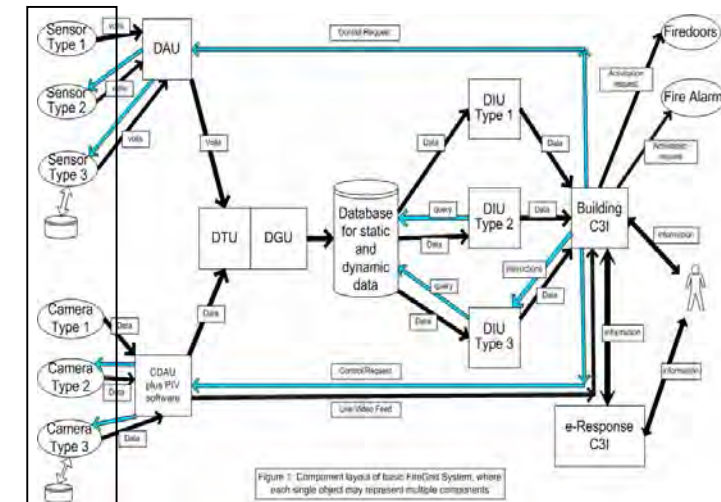 Sensor
Type 1
Volts
DAU
Control Request
Firedoors
Activation
request
Sensor
Type 2
Volts
Fire Alarm
Activation
request
Sensor
Type 3
Volts
Volts
DIU
Type 1
Data
Data
DTU
DGU
Database
for static
and
dynamic
data
query
Data
DIU
Type 2
Data
Building
C3I
information
query
Data
DIU
Type 3
instructions
Data
Camera
Type 1
Data
Data
Camera
Type 2
Data
CDAU
plus PIV
software
Control Request
Live Video Feed
information
information
Camera
Type 3
Data
e-Response
C3I
Figure 1: Component layout of basic FireGrid System, where
each single object may represent multiple components